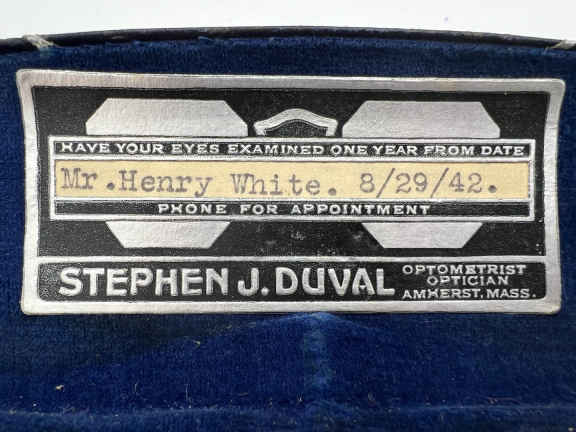 HAVE YOUR EYES EXAMINED ONE YEAR FROM DATE
Mr.Henry White. 8/29/42.
PHONE FOR APPOINTMENT
STEPHEN J. DUVAL
OPTOMETRIST
OPTICIAN
AMHERST, MASS.